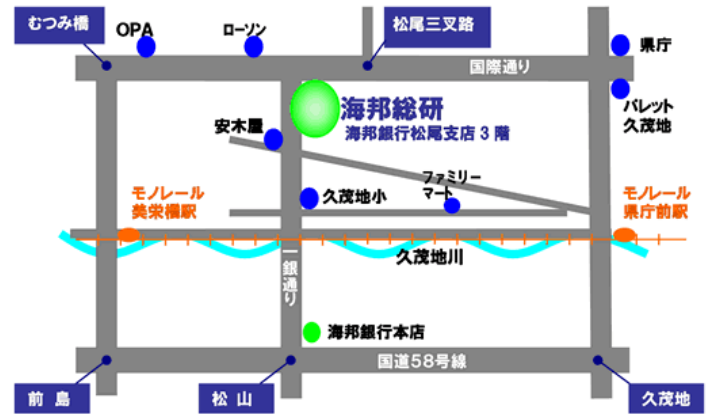 むつみ橋
OPA
ローソン
松尾三叉路
県庁
国際通り
パレット
久茂地
海邦総研
海邦銀行松尾支店3階
安木屋
ファミリー
マート
久茂地小
モノレール
美栄橋駅
モノレール
県庁前駅
久茂地川
一銀通り
海邦銀行本店
国道58号線
前島
松山
久茂地